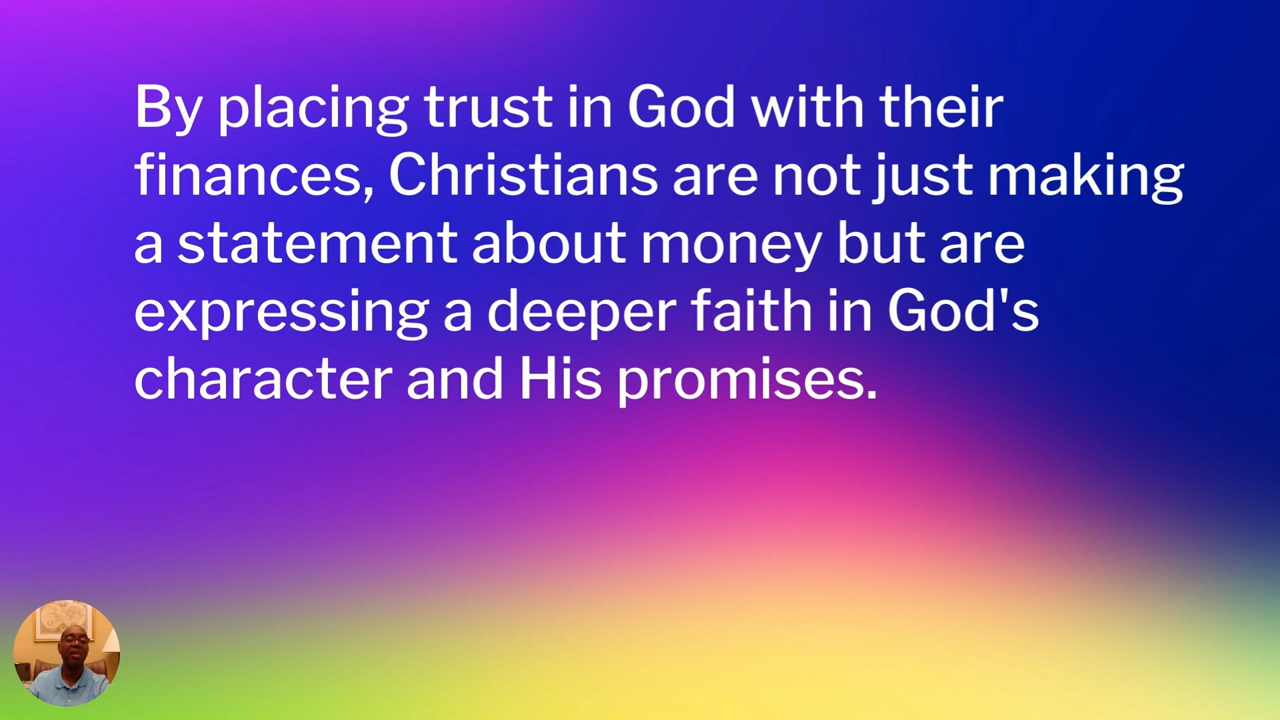 By placing trust in God with their
finances, Christians are not just making
a statement about money but are
expressing a deeper faith in God's
character and His promises.